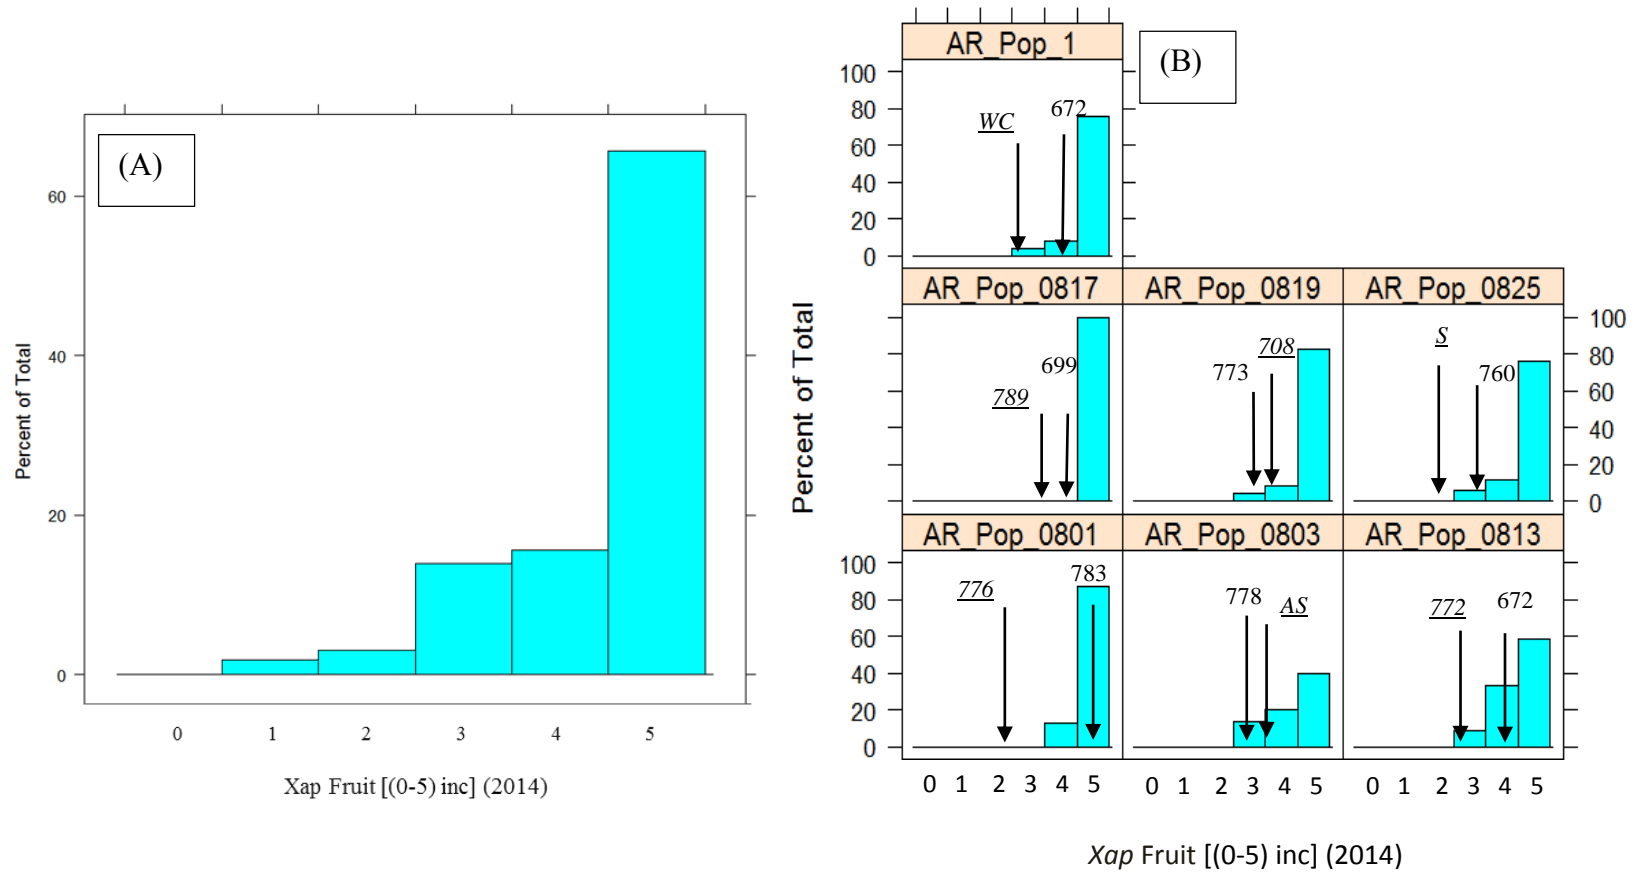 (A)
Percent of Total
60
40
20
0
0 1 2 3 4 5
Xap Fruit [(0-5) inc] (2014)
(B)
Percent of Total
AR_Pop_1
100
80
60
40
20
0
WC
672
AR_Pop_0817
AR_Pop_0819
AR_Pop_0825
789
699
773
708
S
760
100
80
60
40
20
0
AR_Pop_0801
AR_Pop_0803
AR_Pop_0813
100
80
60
40
20
0
776
783
778
AS
772
672
0 1 2 3 4 5
0 1 2 3 4 5
0 1 2 3 4 5
Xap Fruit [(0-5) inc] (2014)